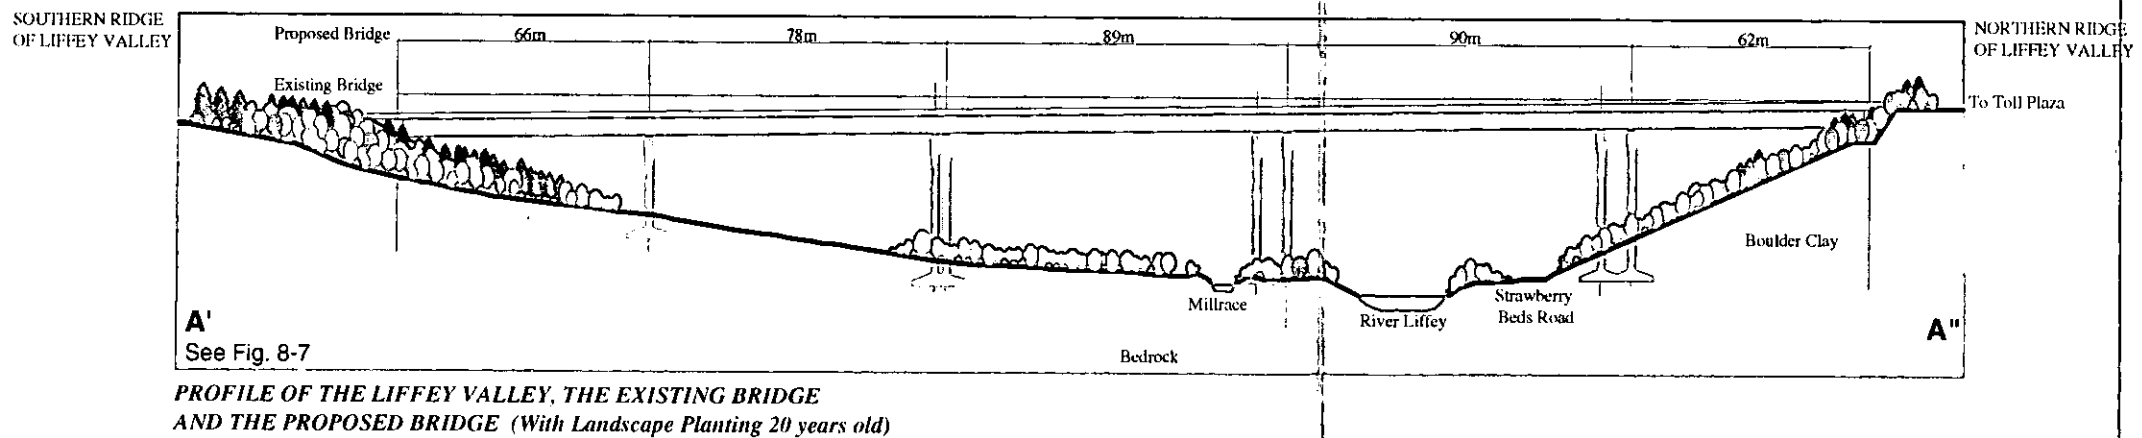 SOUTHERN RIDGE
OF LIFFEY VALLEY
NORTHERN RIDGE
OF LIFFEY VALLEY
Proposed Bridge
66m
78m
89m
90m
62m
Existing Bridge
To Toll Plaza
Boulder Clay
Millrace
River Liffey
Strawberry
Beds Road
A'
See Fig. 8-7
Bedrock
A"
PROFILE OF THE LIFFEY VALLEY, THE EXISTING BRIDGE
AND THE PROPOSED BRIDGE (With Landscape Planting 20 years old)